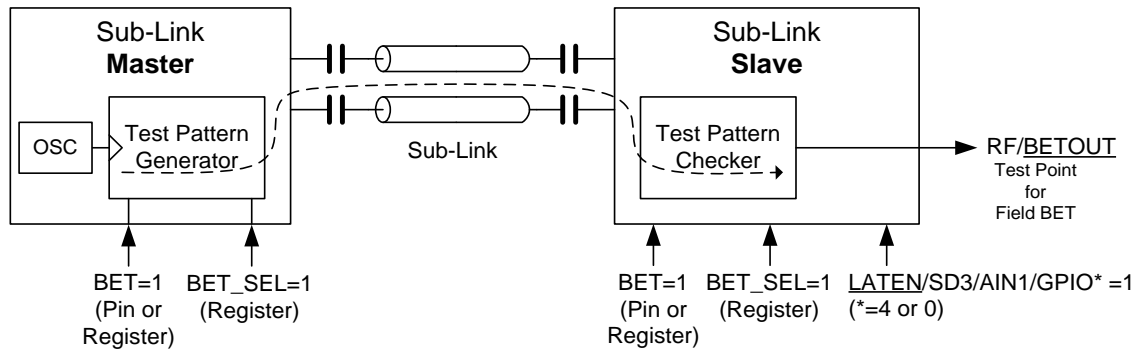 Sub-Link
Master
OSC
Test Pattern
Generator
Sub-Link
Sub-Link
Slave
Test Pattern
Checker
RF/BETOUT
Test Point
for
Field BET
BET=1
(Pin or
Register)
BET_SEL=1
(Register)
BET=1
(Pin or
Register)
BET_SEL=1
(Register)
LATEN/SD3/AIN1/GPIO* =1
(*=4 or 0)